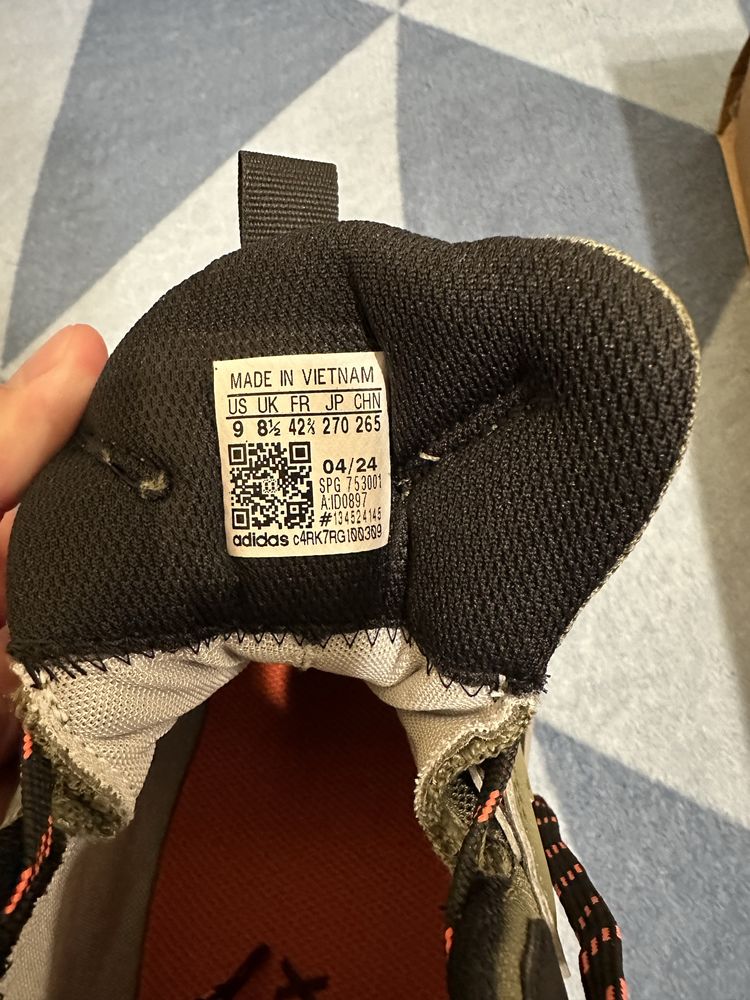 MADE IN VIETNAM
US UK FR JP CHN
9 8½ 42⅔ 270 265
04/24
SPG 753001
A:ID0897
#134524145
adidas c4RK7RGI00309